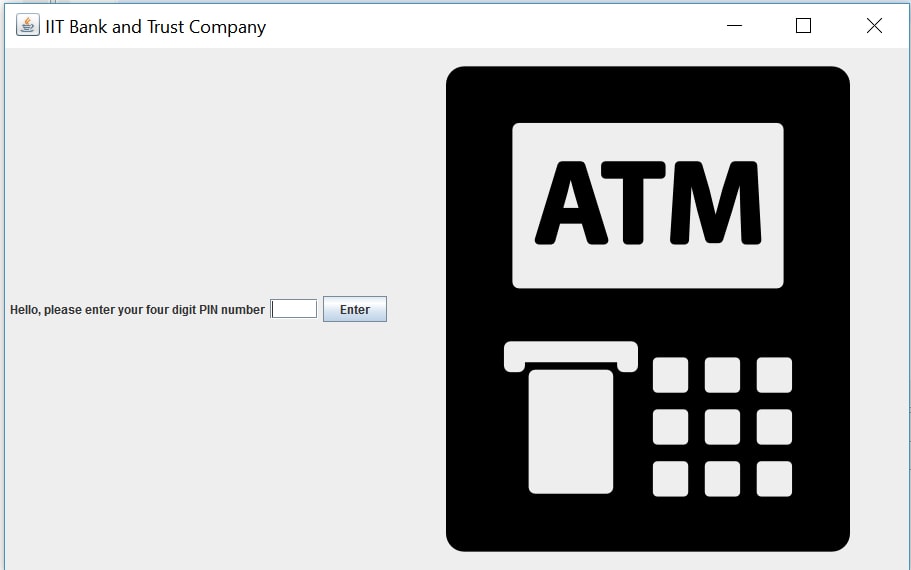 IIT Bank and Trust Company
ATM
Hello, please enter your four digit PIN number Enter